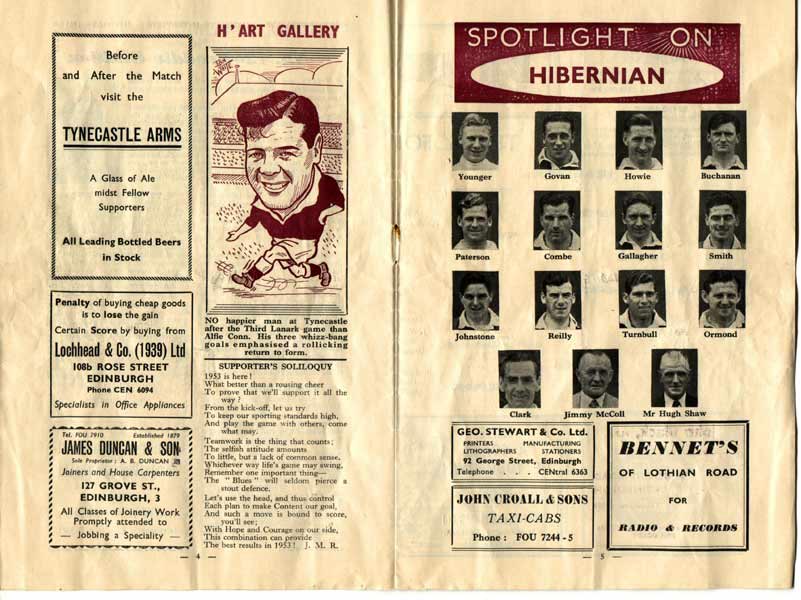 Before
and After the Match
visit the
TYNECASTLE ARMS
A Glass of Ale
midst Fellow
Supporters
All Leading Bottled Beers
in Stock
Penalty of buying cheap goods
is to lose the gain
Certain Score by buying from
Lochhead & Co. (1939) Ltd
108b ROSE STREET
EDINBURGH
Phone CEN 6094
Specialists in Office Appliances
Tel. FOU 2910 Established 1879
JAMES DUNCAN & SON
Sole Proprietor : A. B. DUNCAN
Joiners and House Carpenters
127 GROVE ST.,
EDINBURGH, 3
All Classes of Joinery Work
Promptly attended to
— Jobbing a Speciality —
H'ART GALLERY
NO happier man at Tynecastle
after the Third Lanark game than
Alfie Conn. His three whizz-bang
goals emphasised a rollicking
return to form.
SUPPORTER'S SOLILOQUY
1953 is here !
What better than a rousing cheer
To prove that we'll support it all the
way ?
From the kick-off, let us try
To keep our sporting standards high,
And play the game with others, come
what may.
Teamwork is the thing that counts;
The selfish attitude amounts
To little, but a lack of common sense.
Whichever way life's game may swing,
Remember one important thing—
The "Blues" will seldom pierce a
stout defence.
Let's use the head, and thus control
Each plan to make Content our goal,
And such a move is bound to score,
you'll see;
With Hope and Courage on our side,
This combination can provide
The best results in 1953! J. M. R.
— 4 —
SPOTLIGHT ON
HIBERNIAN
Younger Govan Howie Buchanan
Paterson Combe Gallagher Smith
Johnstone Reilly Turnbull Ormond
Clark Jimmy McColl Mr Hugh Shaw
GEO. STEWART & Co. Ltd.
PRINTERS MANUFACTURING
LITHOGRAPHERS STATIONERS
92 George Street, Edinburgh
Telephone . . . CENtral 6363
JOHN CROALL & SONS
TAXI-CABS
Phone : FOU 7244 - 5
BENNET'S
OF LOTHIAN ROAD
FOR
RADIO & RECORDS
— 5 —